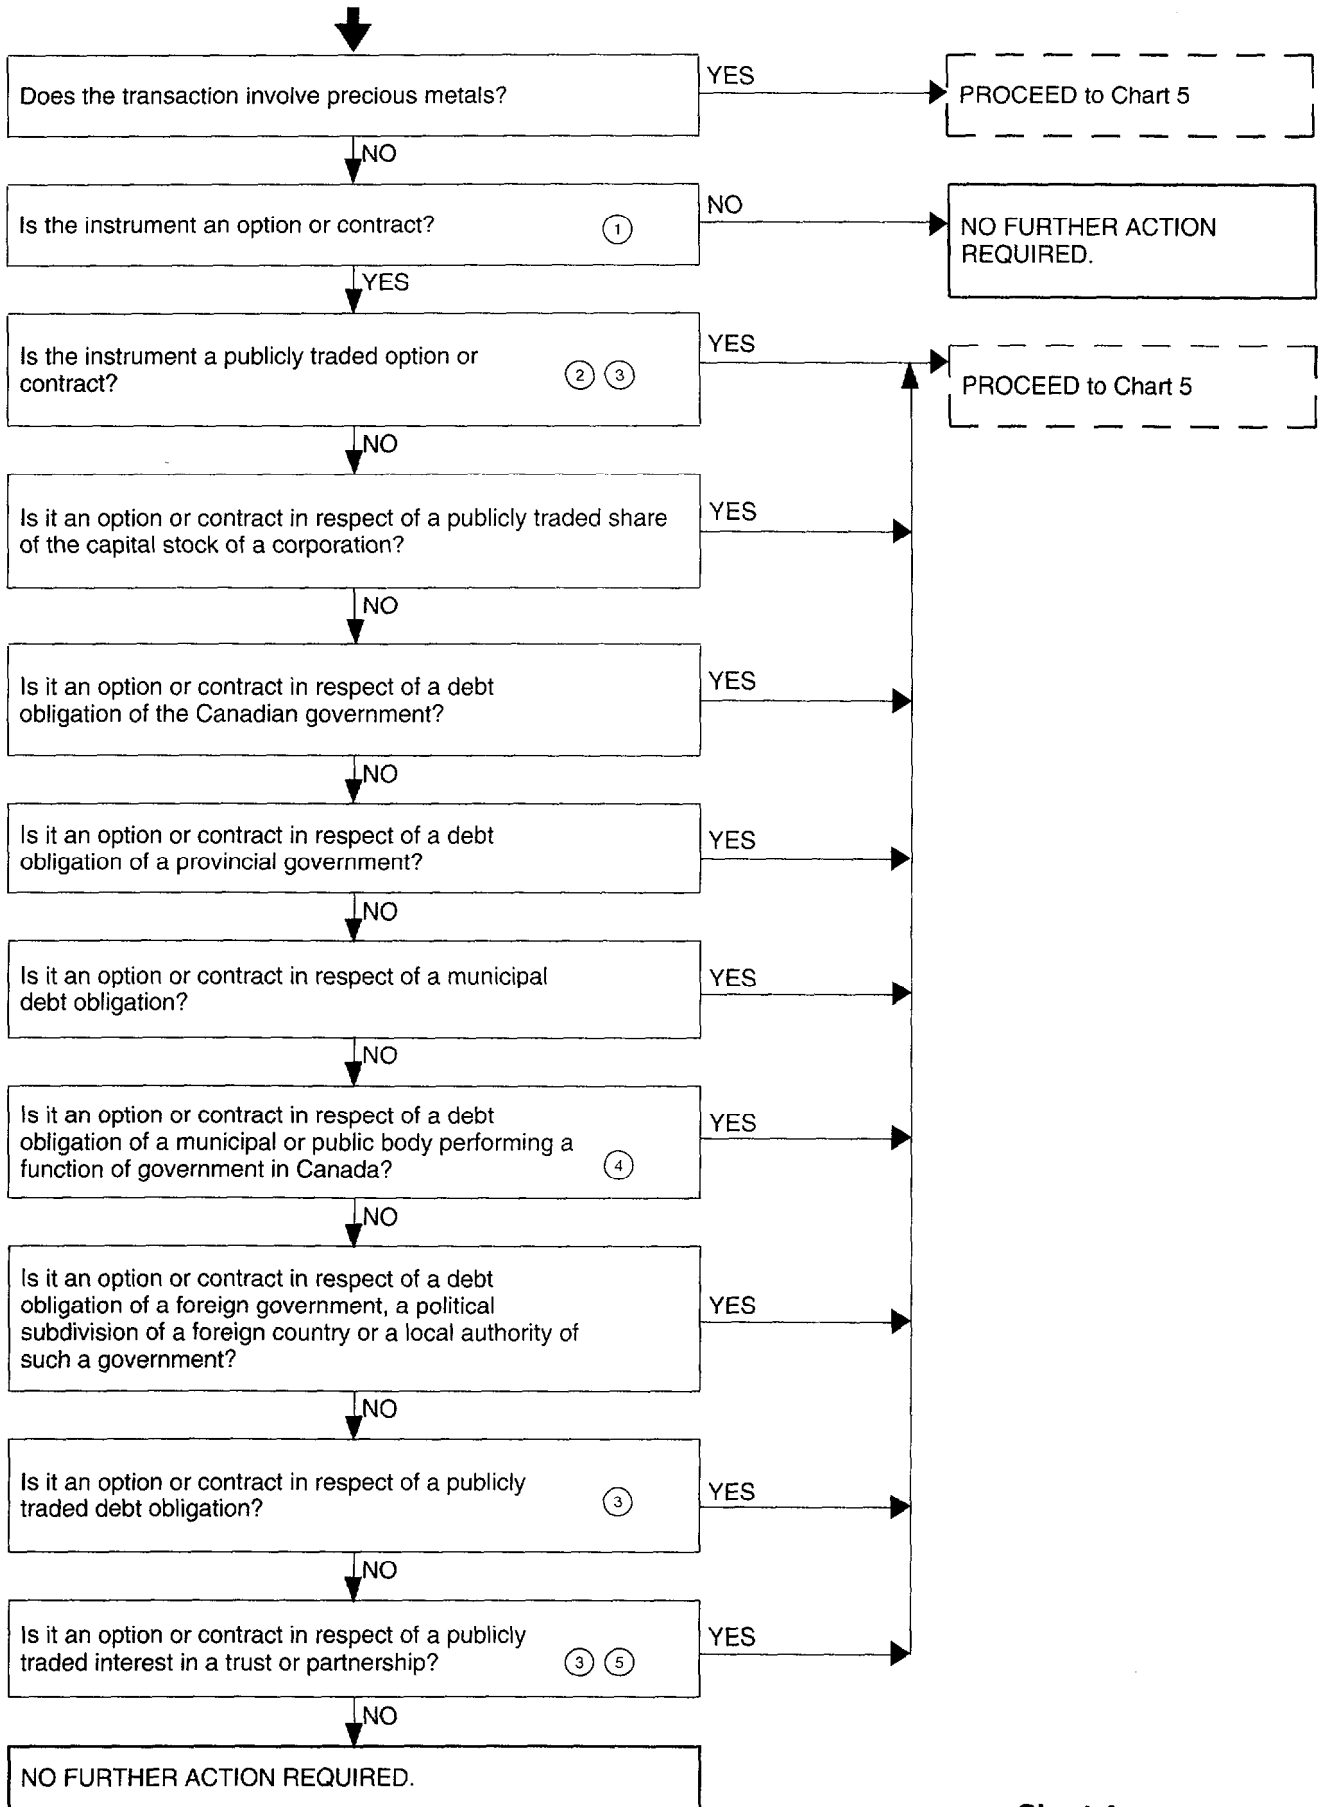 Does the transaction involve precious metals?
YES
PROCEED to Chart 5
NO
Is the instrument an option or contract?
1
NO
NO FURTHER ACTION
REQUIRED.
YES
Is the instrument a publicly traded option or
contract?
2 3
YES
PROCEED to Chart 5
NO
Is it an option or contract in respect of a publicly traded share
of the capital stock of a corporation?
YES
NO
Is it an option or contract in respect of a debt
obligation of the Canadian government?
YES
NO
Is it an option or contract in respect of a debt
obligation of a provincial government?
YES
NO
Is it an option or contract in respect of a municipal
debt obligation?
YES
NO
Is it an option or contract in respect of a debt
obligation of a municipal or public body performing a
function of government in Canada?
4
YES
NO
Is it an option or contract in respect of a debt
obligation of a foreign government, a political
subdivision of a foreign country or a local authority of
such a government?
YES
NO
Is it an option or contract in respect of a publicly
traded debt obligation?
3
YES
NO
Is it an option or contract in respect of a publicly
traded interest in a trust or partnership?
3 5
YES
NO
NO FURTHER ACTION REQUIRED.